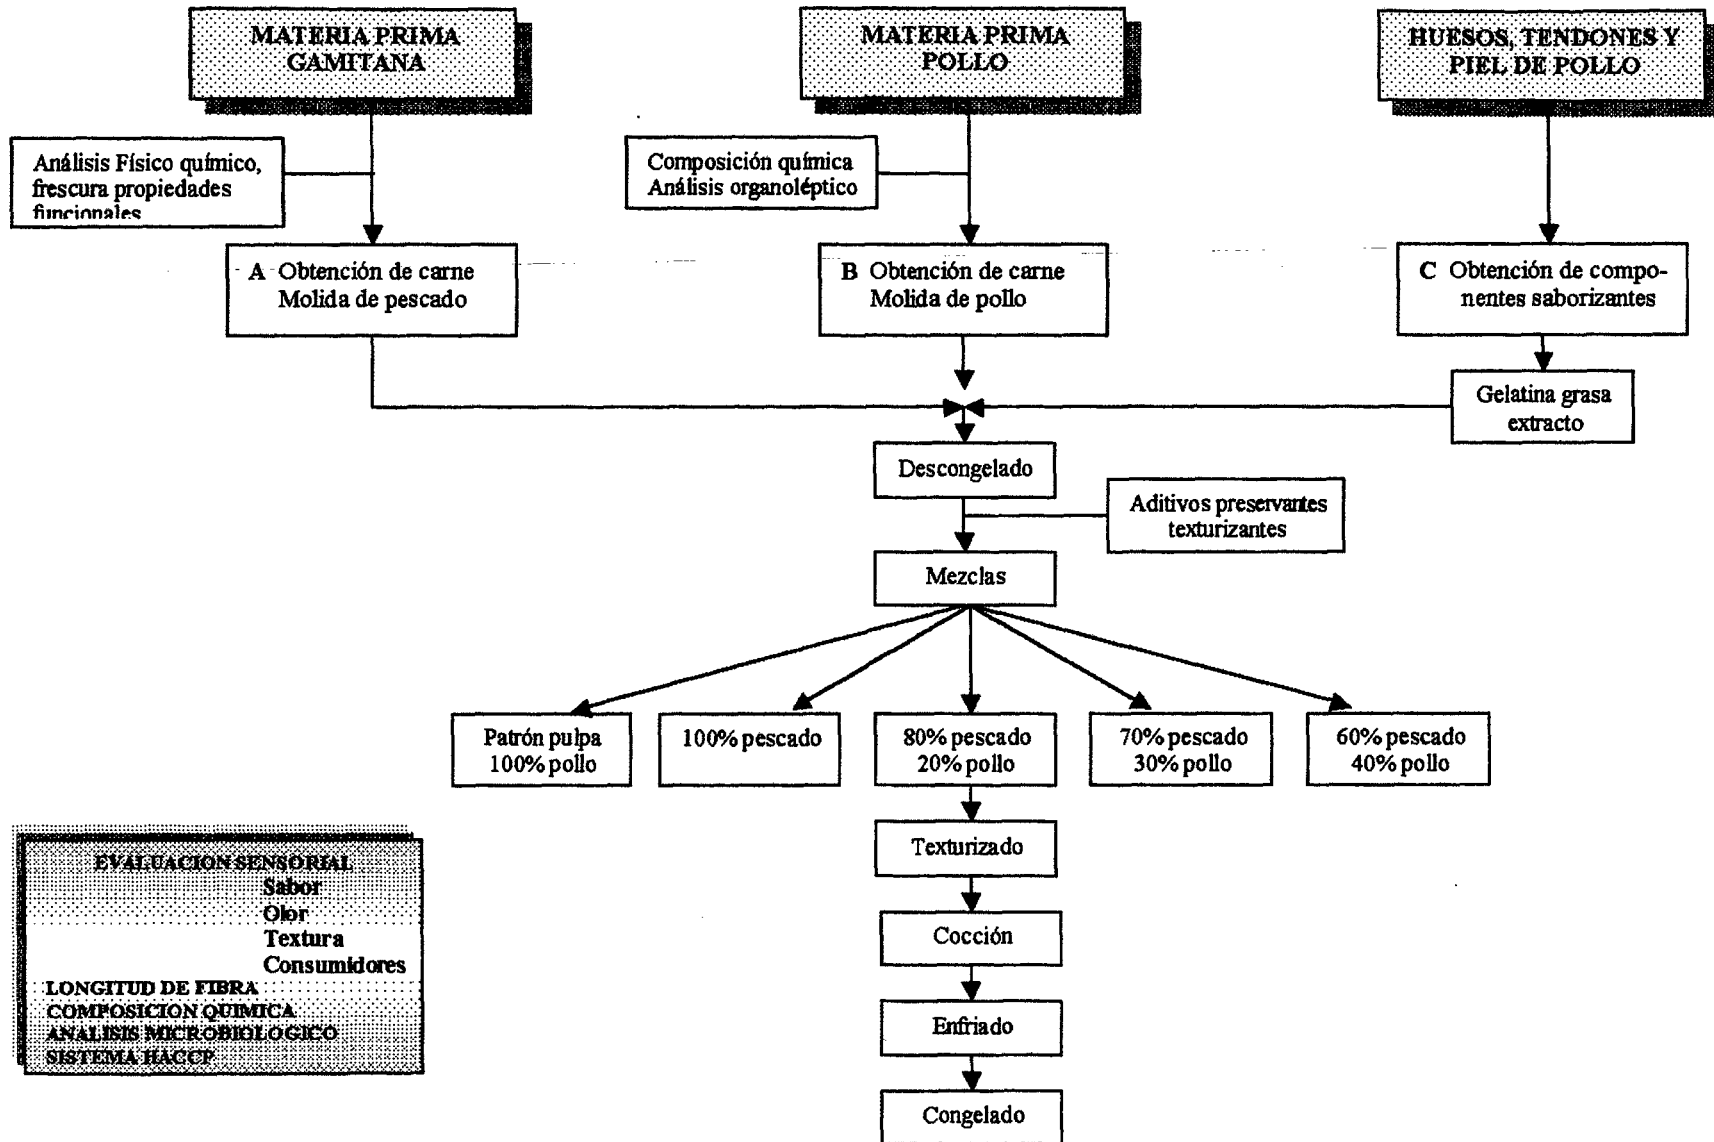 MATERIA PRIMA
GAMITANA
MATERIA PRIMA
POLLO
HUESOS, TENDONES Y
PIEL DE POLLO
Análisis Físico químico,
frescura propiedades
funcionales
Composición química
Análisis organoléptico
A Obtención de carne
Molida de pescado
B Obtención de carne
Molida de pollo
C Obtención de compo-
nentes saborizantes
Gelatina grasa
extracto
Descongelado
Aditivos preservantes
texturizantes
Mezclas
Patrón pulpa
100% pollo
100% pescado
80% pescado
20% pollo
70% pescado
30% pollo
60% pescado
40% pollo
Texturizado
Cocción
Enfriado
Congelado
EVALUACION SENSORIAL
Sabor
Olor
Textura
Consumidores
LONGITUD DE FIBRA
COMPOSICION QUIMICA
ANALISIS MICROBIOLOGICO
SISTEMA HACCP